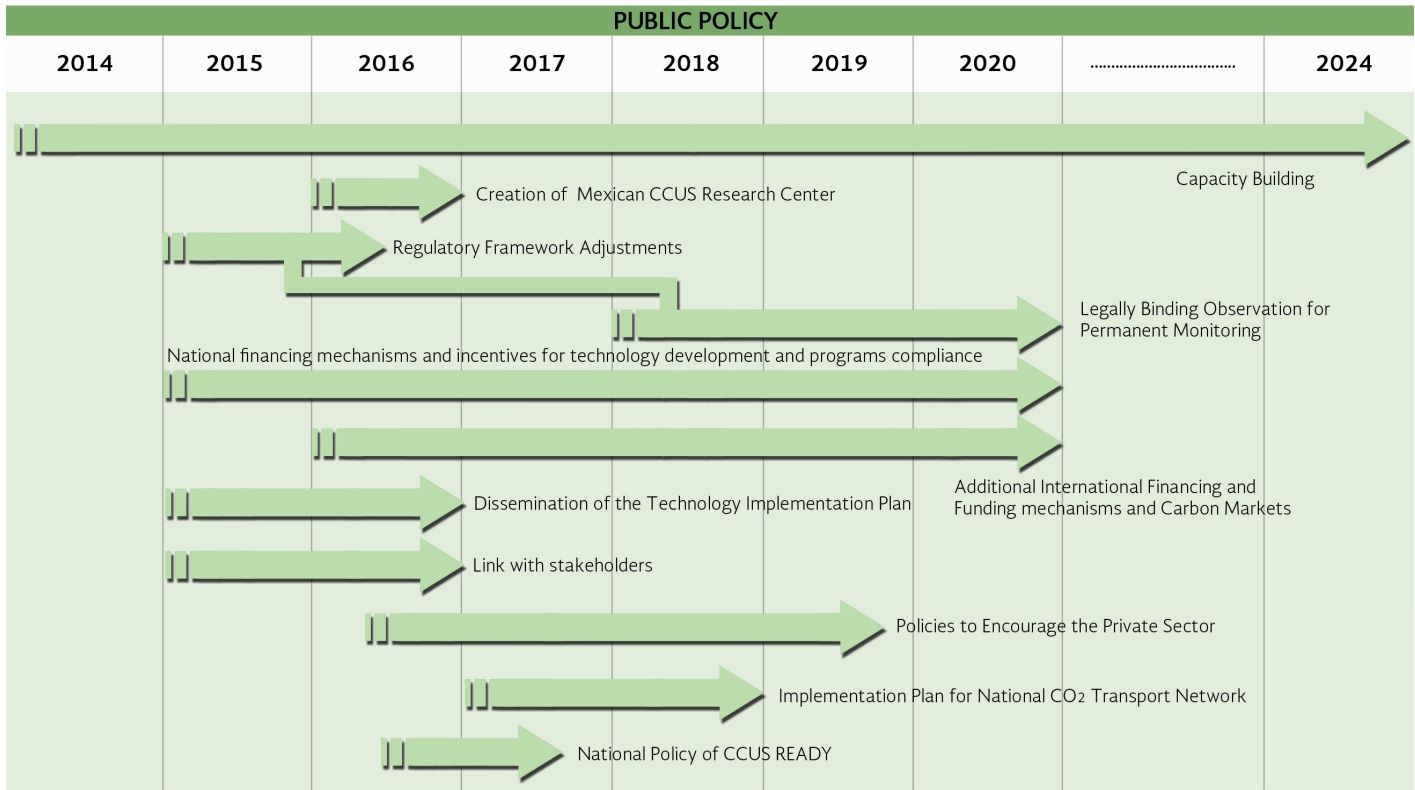 PUBLIC POLICY
2014 2015 2016 2017 2018 2019 2020 .................................. 2024
Capacity Building
Creation of Mexican CCUS Research Center
Regulatory Framework Adjustments
Legally Binding Observation for
Permanent Monitoring
National financing mechanisms and incentives for technology development and programs compliance
Additional International Financing and
Funding mechanisms and Carbon Markets
Dissemination of the Technology Implementation Plan
Link with stakeholders
Policies to Encourage the Private Sector
Implementation Plan for National CO2 Transport Network
National Policy of CCUS READY